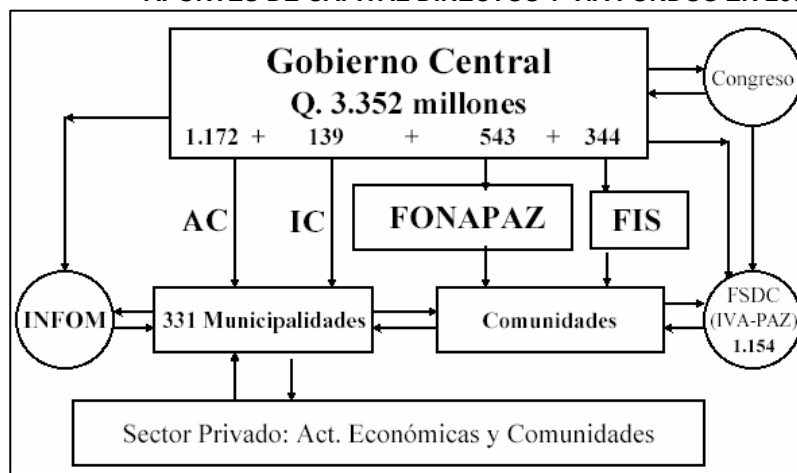 Gobierno Central
Q. 3.352 millones
1.172 + 139 + 543 + 344
Congreso
AC IC FONAPAZ FIS
INFOM 331 Municipalidades Comunidades
FSDC
(IVA-PAZ)
1.154
Sector Privado: Act. Económicas y Comunidades